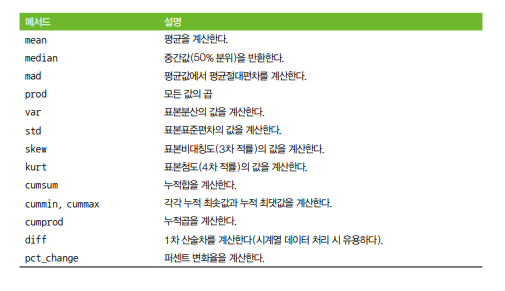 메서드 설명
mean 평균을 계산한다.
median 중간값(50% 분위)을 반환한다.
mad 평균값에서 평균절대편차를 계산한다.
prod 모든 값의 곱
var 표본분산의 값을 계산한다.
std 표본표준편차의 값을 계산한다.
skew 표본비대칭도(3차 적률)의 값을 계산한다.
kurt 표본첨도(4차 적률)의 값을 계산한다.
cumsum 누적합을 계산한다.
cummin, cummax 각각 누적 최솟값과 누적 최댓값을 계산한다.
cumprod 누적곱을 계산한다.
diff 1차 산술차를 계산한다(시계열 데이터 처리 시 유용하다).
pct_change 퍼센트 변화율을 계산한다.